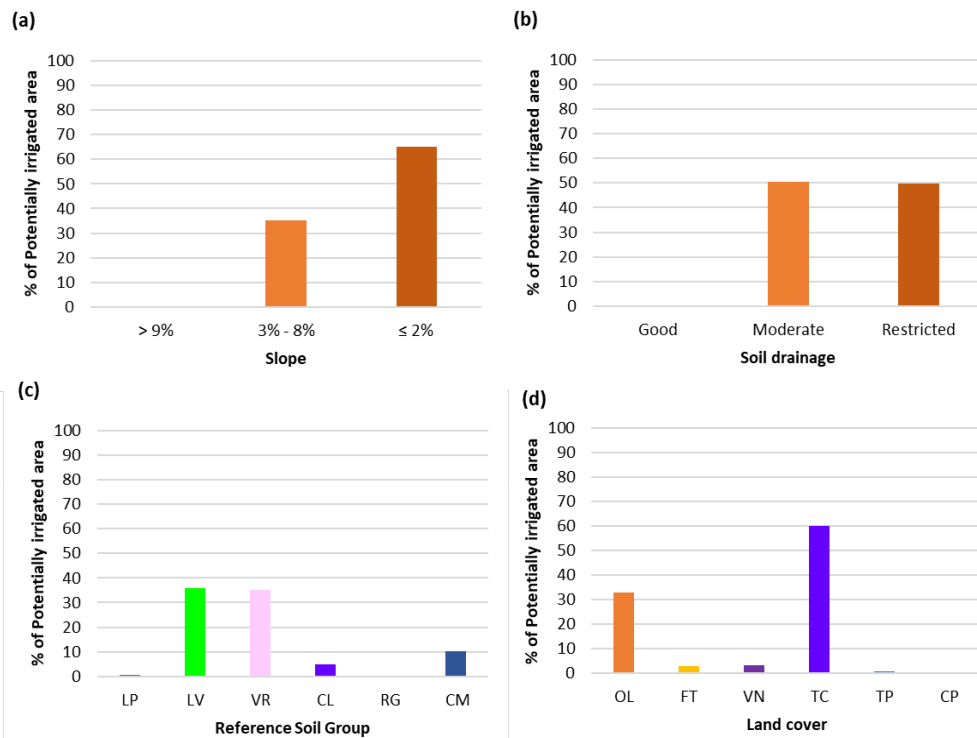 (a)
% of Potentially irrigated area
100
90
80
70
60
50
40
30
20
10
0
> 9% 3% - 8% ≤ 2%
Slope
(b)
% of Potentially irrigated area
100
90
80
70
60
50
40
30
20
10
0
Good Moderate Restricted
Soil drainage
(c)
% of Potentially irrigated area
100
90
80
70
60
50
40
30
20
10
0
LP LV VR CL RG CM
Reference Soil Group
(d)
% of Potentially irrigated area
100
90
80
70
60
50
40
30
20
10
0
OL FT VN TC TP CP
Land cover